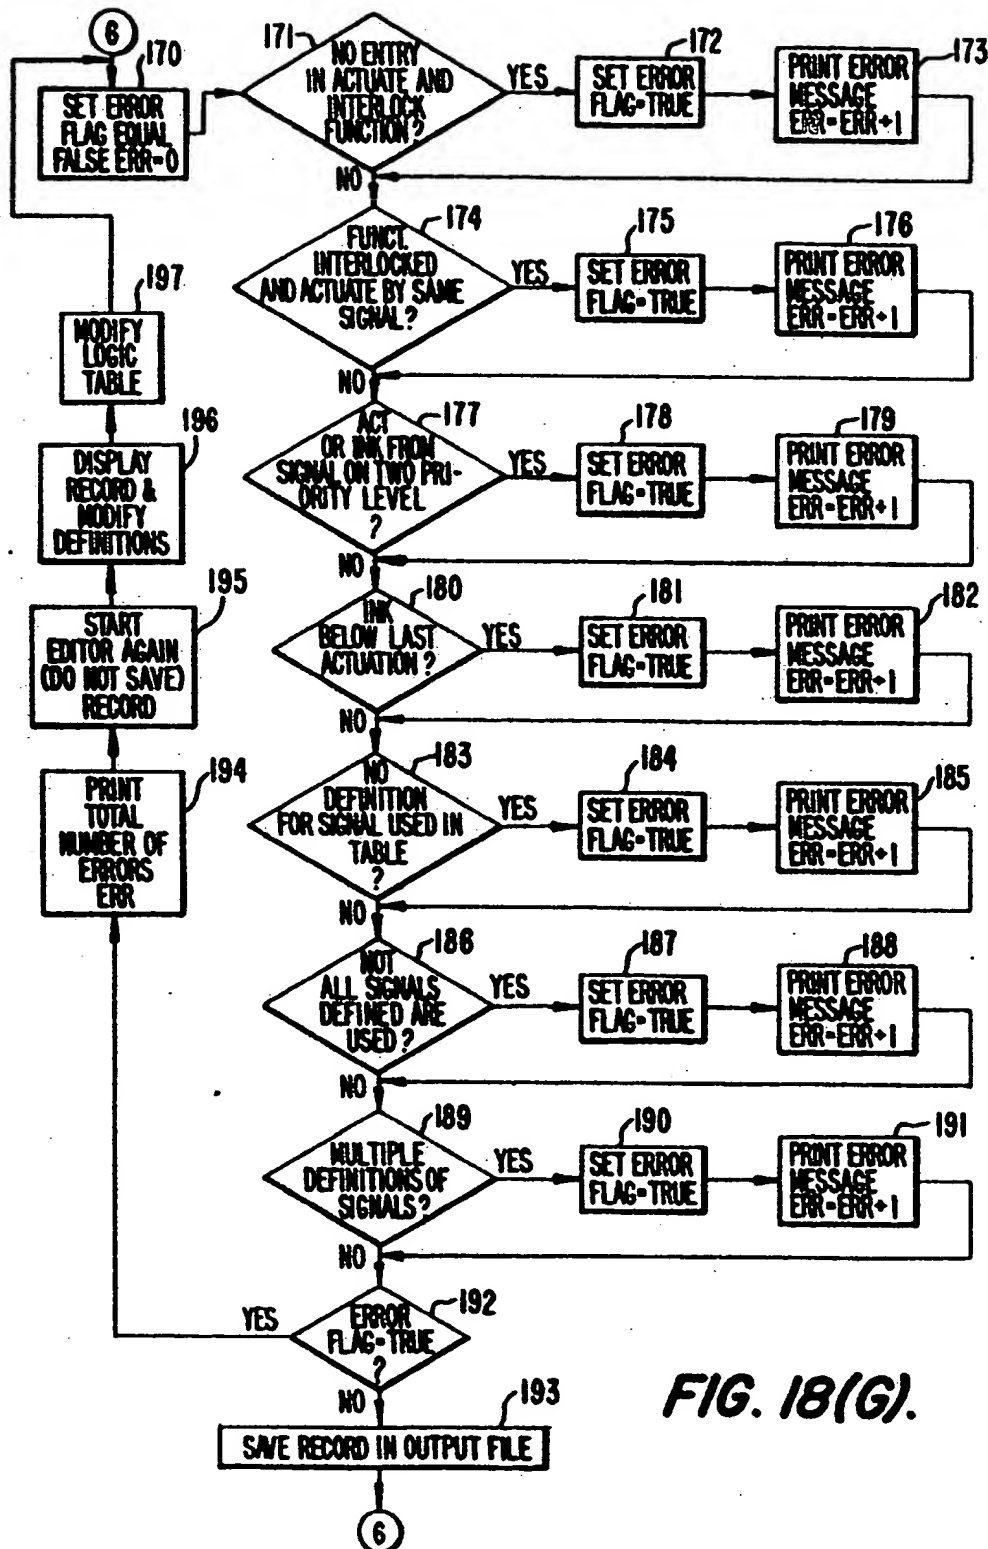 6
170
SET ERROR
FLAG EQUAL
FALSE ERR=0
171
NO ENTRY
IN ACTUATE AND
INTERLOCK
FUNCTION?
YES
NO
172
SET ERROR
FLAG=TRUE
173
PRINT ERROR
MESSAGE
ERR=ERR+1
174
FUNCT.
INTERLOCKED
AND ACTUATE BY SAME
SIGNAL?
YES
NO
175
SET ERROR
FLAG=TRUE
176
PRINT ERROR
MESSAGE
ERR=ERR+1
177
ACT
OR INK FROM
SIGNAL ON TWO PRI-
ORITY LEVEL
?
YES
NO
178
SET ERROR
FLAG=TRUE
179
PRINT ERROR
MESSAGE
ERR=ERR+1
180
INK
BELOW LAST
ACTUATION?
YES
NO
181
SET ERROR
FLAG=TRUE
182
PRINT ERROR
MESSAGE
ERR=ERR+1
183
NO
DEFINITION
FOR SIGNAL USED IN
TABLE
?
YES
NO
184
SET ERROR
FLAG=TRUE
185
PRINT ERROR
MESSAGE
ERR=ERR+1
186
NOT
ALL SIGNALS
DEFINED ARE
USED?
YES
NO
187
SET ERROR
FLAG=TRUE
188
PRINT ERROR
MESSAGE
ERR=ERR+1
189
MULTIPLE
DEFINITIONS OF
SIGNALS?
YES
NO
190
SET ERROR
FLAG=TRUE
191
PRINT ERROR
MESSAGE
ERR=ERR+1
192
ERROR
FLAG=TRUE
?
YES
NO
193
SAVE RECORD IN OUTPUT FILE
6
194
PRINT
TOTAL
NUMBER OF
ERRORS
ERR
195
START
EDITOR AGAIN
(DO NOT SAVE)
RECORD
196
DISPLAY
RECORD &
MODIFY
DEFINITIONS
197
MODIFY
LOGIC
TABLE
FIG. 18(G).